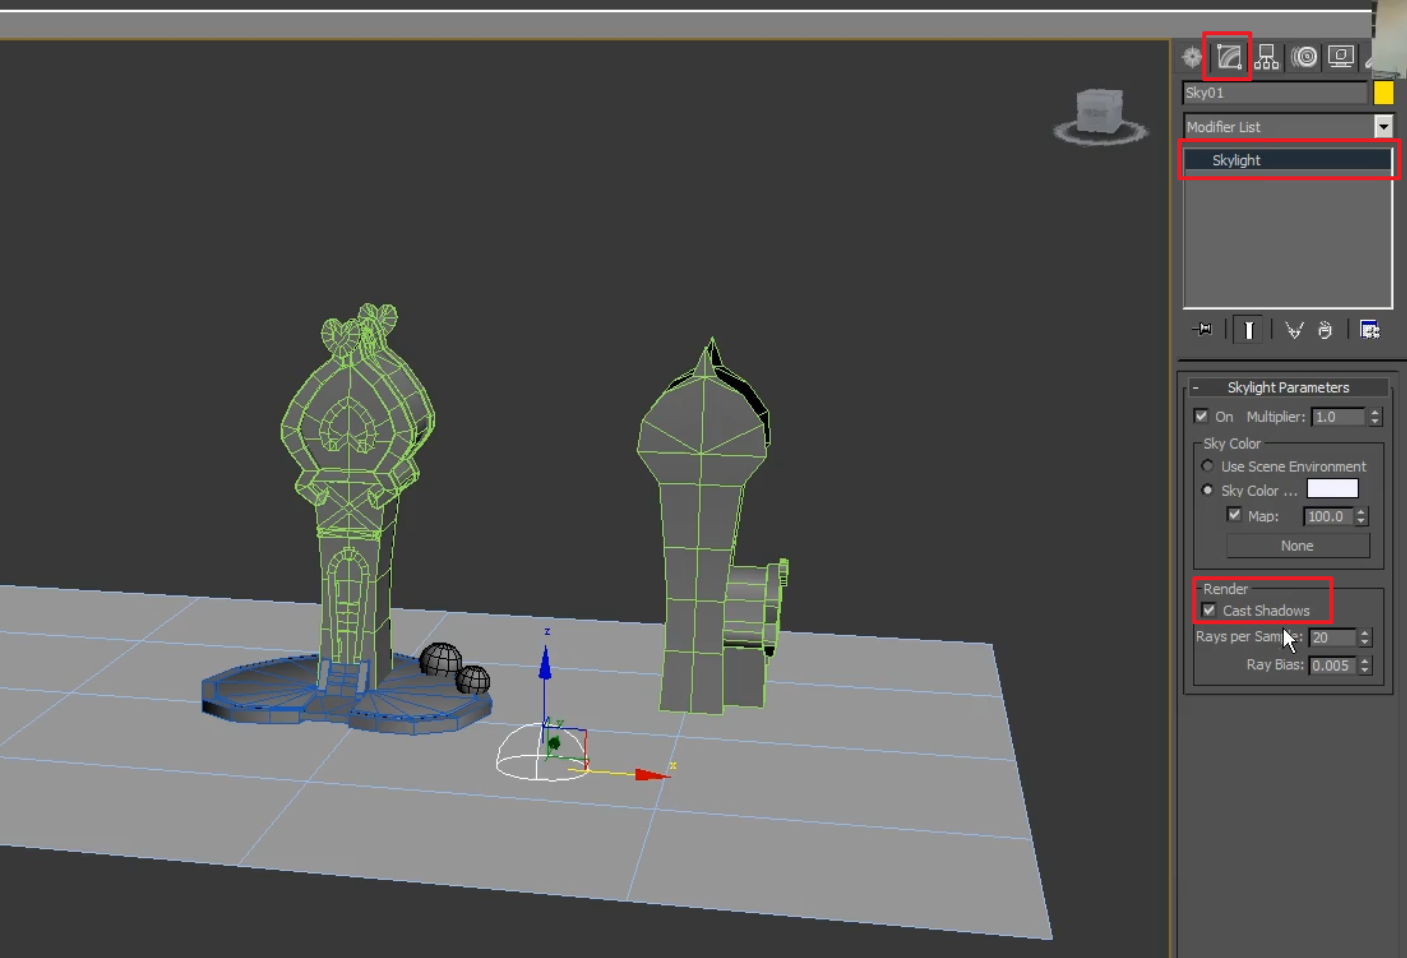 Sky01
Modifier List
Skylight
- Skylight Parameters
On Multiplier: 1.0
Sky Color
Use Scene Environment
Sky Color ...
Map: 100.0
None
Render
Cast Shadows
Rays per 20
Ray Bias: 0.005
z
y
x